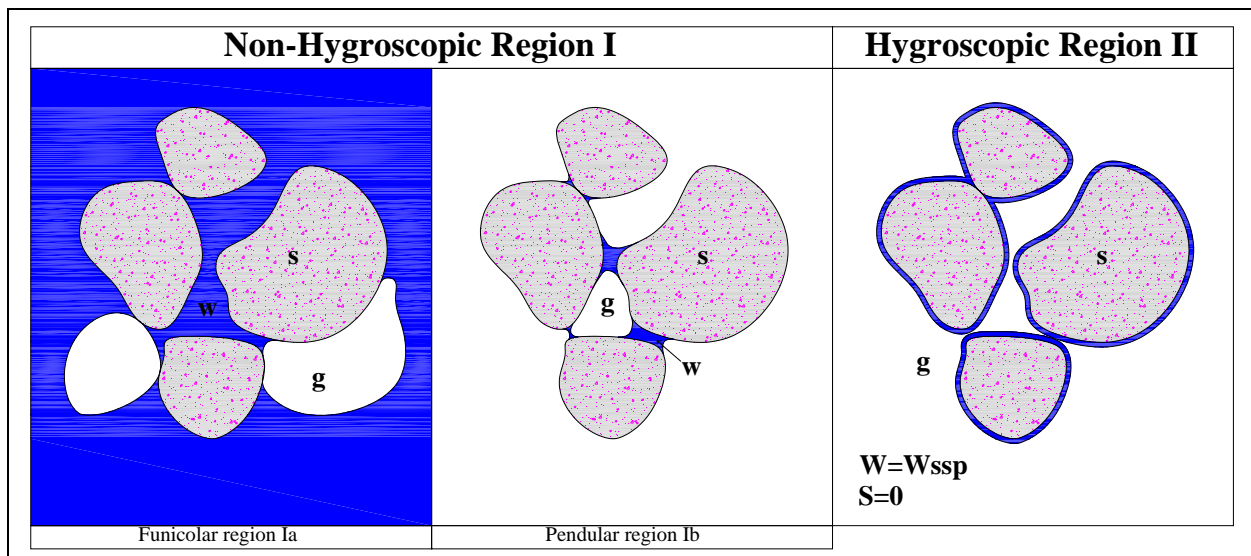 Non-Hygroscopic Region I
Hygroscopic Region II
s
w
g
s
g
w
s
g
W=Wssp
S=0
Funicolar region Ia
Pendular region Ib